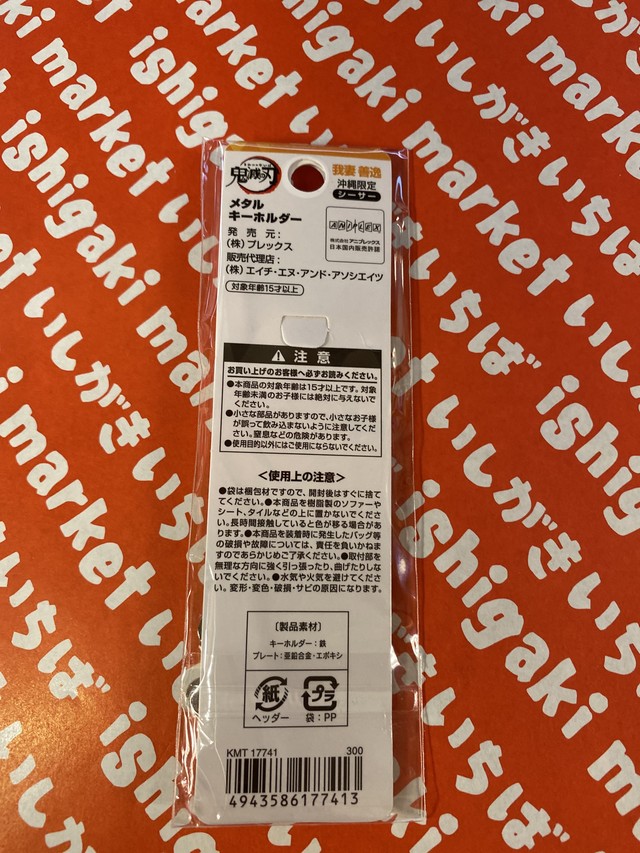 鬼滅の刃
我妻 善逸
沖縄限定
シーサー
メタル
キーホルダー
発売元:
(株)プレックス
販売代理店:
(株)エイチ・エヌ・アンド・アソシエイツ
対象年齢15才以上
ANIPLEX
株式会社アニプレックス
日本国内販売許諾
注意
お買い上げのお客様へ必ずお読みください。
●本商品の対象年齢は15才以上です。対象
年齢未満のお子様には絶対に与えないで
ください。
●小さな部品がありますので、小さなお子様
が誤って飲み込まないように注意してくだ
さい。窒息などの危険があります。
●使用目的以外にはご使用にならないでください。
<使用上の注意>
●袋は梱包材ですので、開封後はすぐに捨て
てください。●本商品を樹脂製のソファーや
シート、タイルなどの上に置かないでくださ
い。長時間接触していると色が移る場合があ
ります。●本商品を装着時に発生したバッグ等
の破損や故障については、責任を負いかねま
すのであらかじめご了承ください。●取付部を
無理な方向に強く引っ張ったり、曲げたりしな
いでください。●水気や火気を避けてくださ
い。変形・変色・破損・サビの原因になります。
〔製品素材〕
キーホルダー:鉄
プレート:亜鉛合金・エポキシ
紙
ヘッダー
プラ
袋:PP
KMT 17741
300
4943586177413
ishigaki market
いしがきいちば